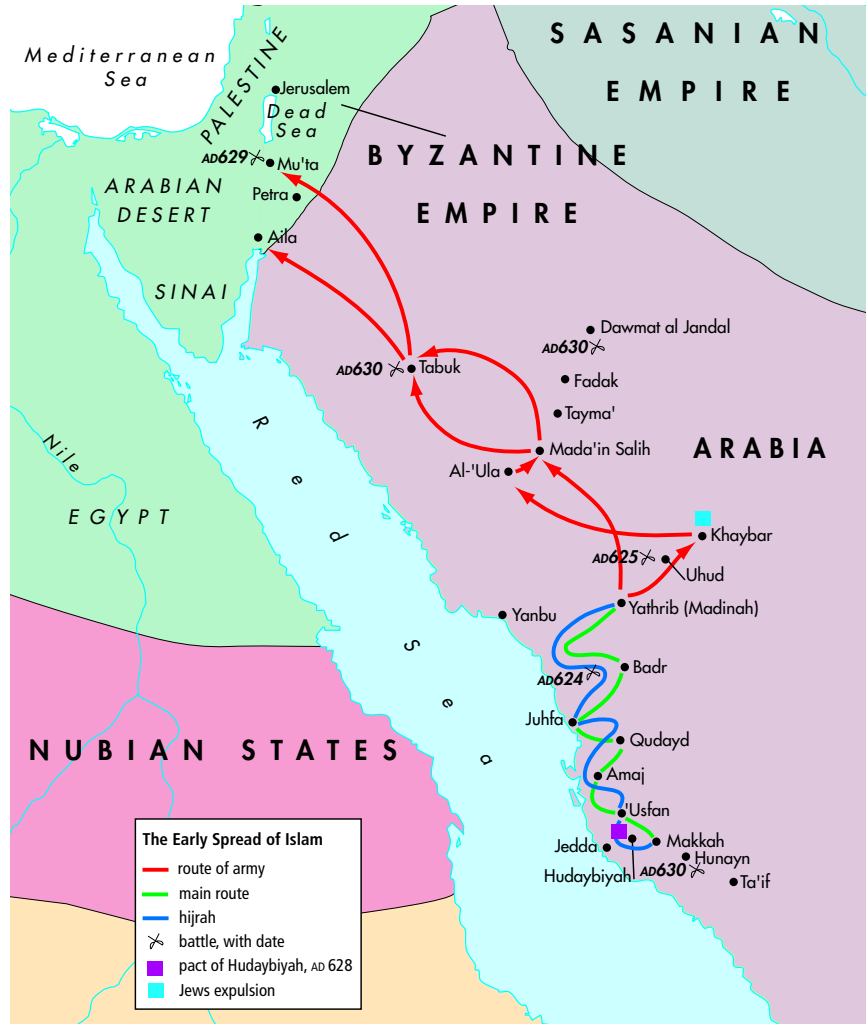 Mediterranean
Sea
PALESTINE
SASANIAN
EMPIRE
Jerusalem
Dead
Sea
BYZANTINE
EMPIRE
AD629
Mu'ta
ARABIAN
DESERT
Petra
Aila
SINAI
Dawmat al Jandal
AD630
AD630
Tabuk
Fadak
Tayma'
Red Sea
Mada'in Salih
ARABIA
Al-'Ula
Nile
EGYPT
Khaybar
AD625
Uhud
Yathrib (Madinah)
Yanbu
Badr
AD624
Juhfa
Qudayd
NUBIAN STATES
Amaj
'Usfan
Makkah
Jedda
Hunayn
Hudaybiyah
AD630
Ta'if
The Early Spread of Islam
route of army
main route
hijrah
battle, with date
pact of Hudaybiyah, AD 628
Jews expulsion